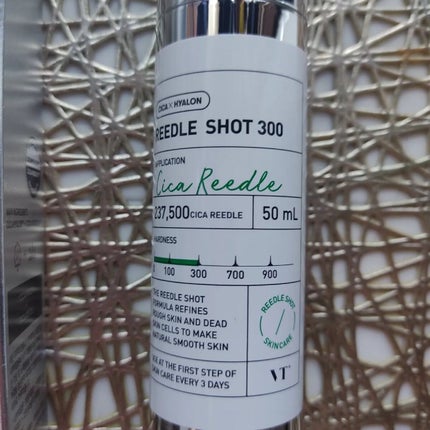 CICA × HYALON
REEDLE SHOT 300
APPLICATION
Cica Reedle
237,500 CICA REEDLE
50 mL
HARDNESS
100 300 700 900
THE REEDLE SHOT
FORMULA REFINES
ROUGH SKIN AND DEAD
SKIN CELLS TO MAKE
NATURAL SMOOTH SKIN
REEDLE SHOT
SKINCARE
USE AT THE FIRST STEP OF
SKIN CARE EVERY 3 DAYS
VT